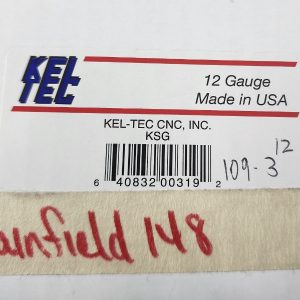 KEL
TEC
12 Gauge
Made in USA
KEL-TEC CNC, INC.
KSG
6 40832 00319 2
12
109-3
ainfield 148